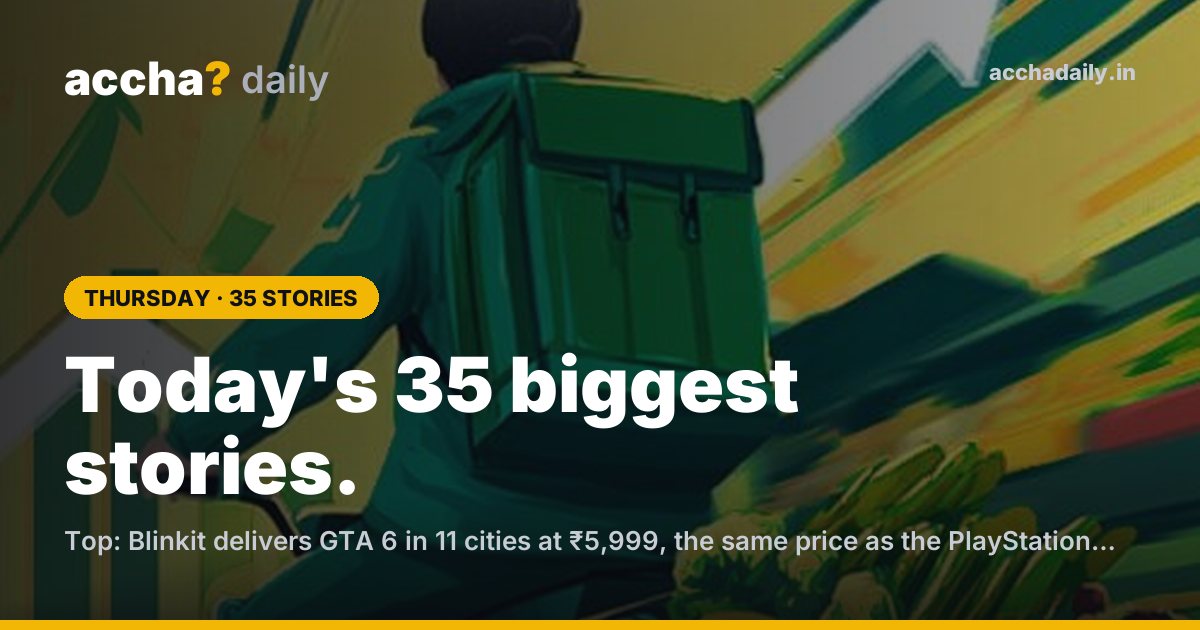 accha? daily
acchadaily.in
THURSDAY · 35 STORIES
Today's 35 biggest
stories.
Top: Blinkit delivers GTA 6 in 11 cities at ₹5,999, the same price as the PlayStation...